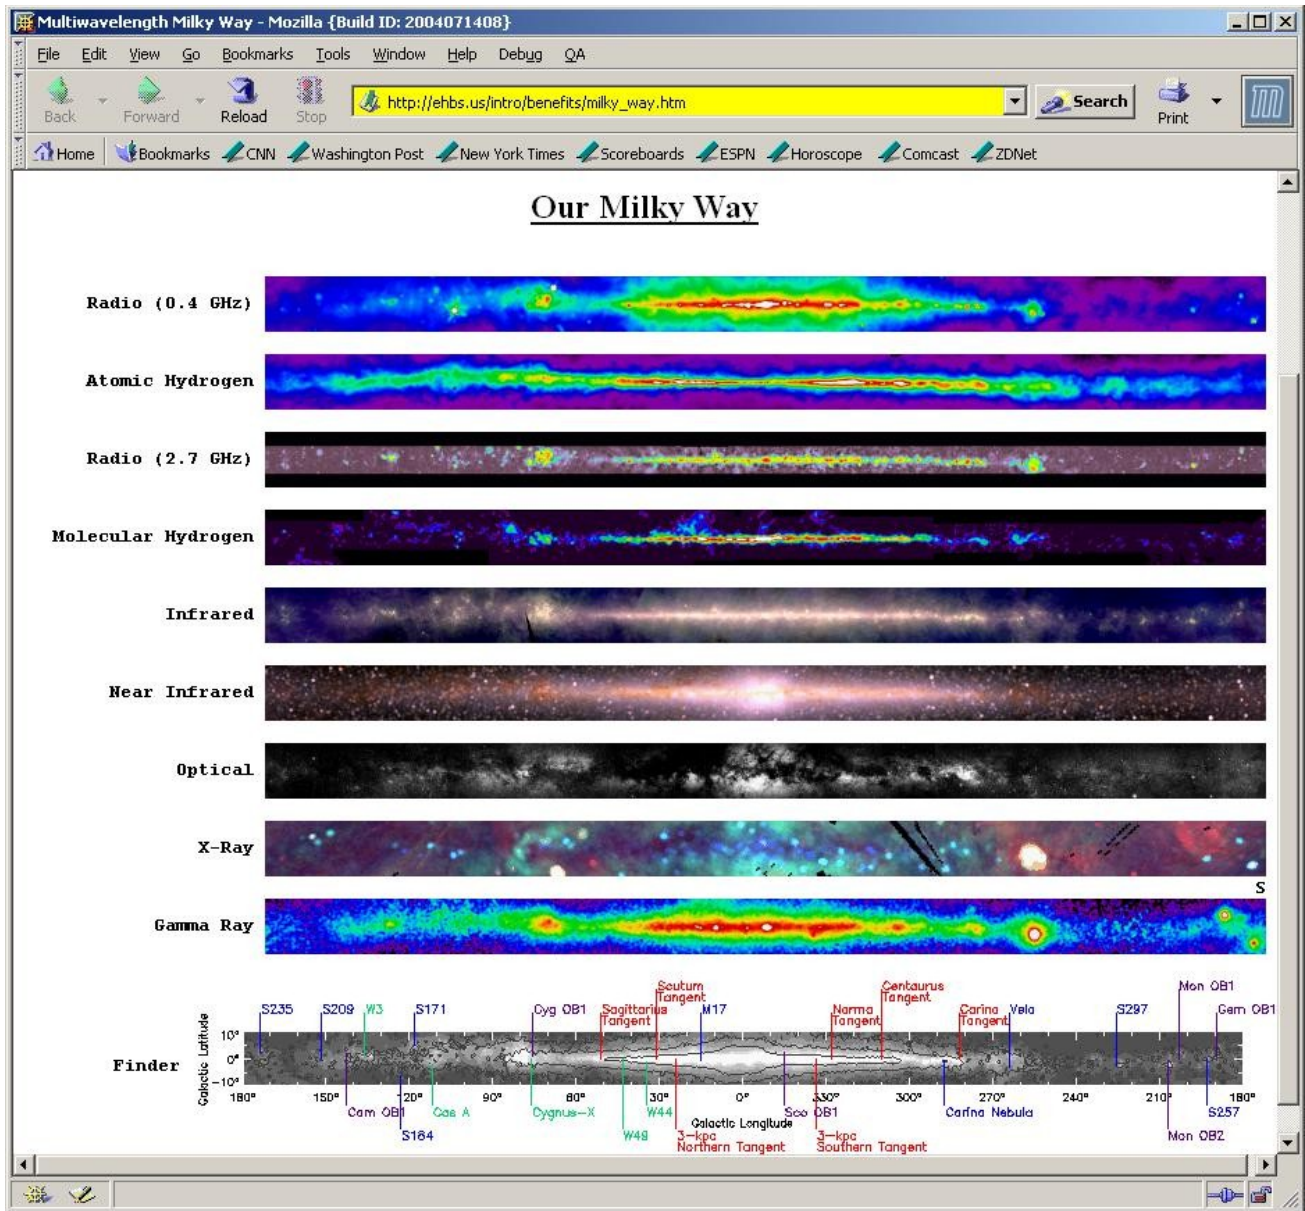 Multiwavelength Milky Way - Mozilla {Build ID: 2004071408}
File Edit View Go Bookmarks Tools Window Help Debug QA
Back Forward Reload Stop http://ehbs.us/intro/benefits/milky_way.htm Search Print
Home Bookmarks CNN Washington Post New York Times Scoreboards ESPN Horoscope Comcast ZDNet
Our Milky Way
Radio (0.4 GHz)
Atomic Hydrogen
Radio (2.7 GHz)
Molecular Hydrogen
Infrared
Near Infrared
Optical
X-Ray
S
Gamma Ray
Scutum Tangent
Centaurus Tangent
Mon OB1
S235 S209 W3 S171 Cyg OB1 Sagittarius Tangent M17 Norma Tangent Carina Tangent Vela S297 Gem OB1
Finder
Galactic Latitude
10°
0°
-10°
180° 150° 120° 90° 60° 30° 0° 330° 300° 270° 240° 210° 180°
Cam OB1 Cas A Cygnus-X W44 Sco OB1 Carina Nebula S257
Galactic Longitude
S184 W49 3-kpc Northern Tangent 3-kpc Southern Tangent Mon OB2